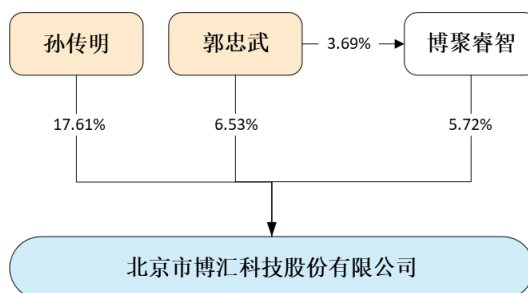 孙传明
郭忠武
3.69%
博聚睿智
17.61%
6.53%
5.72%
北京市博汇科技股份有限公司